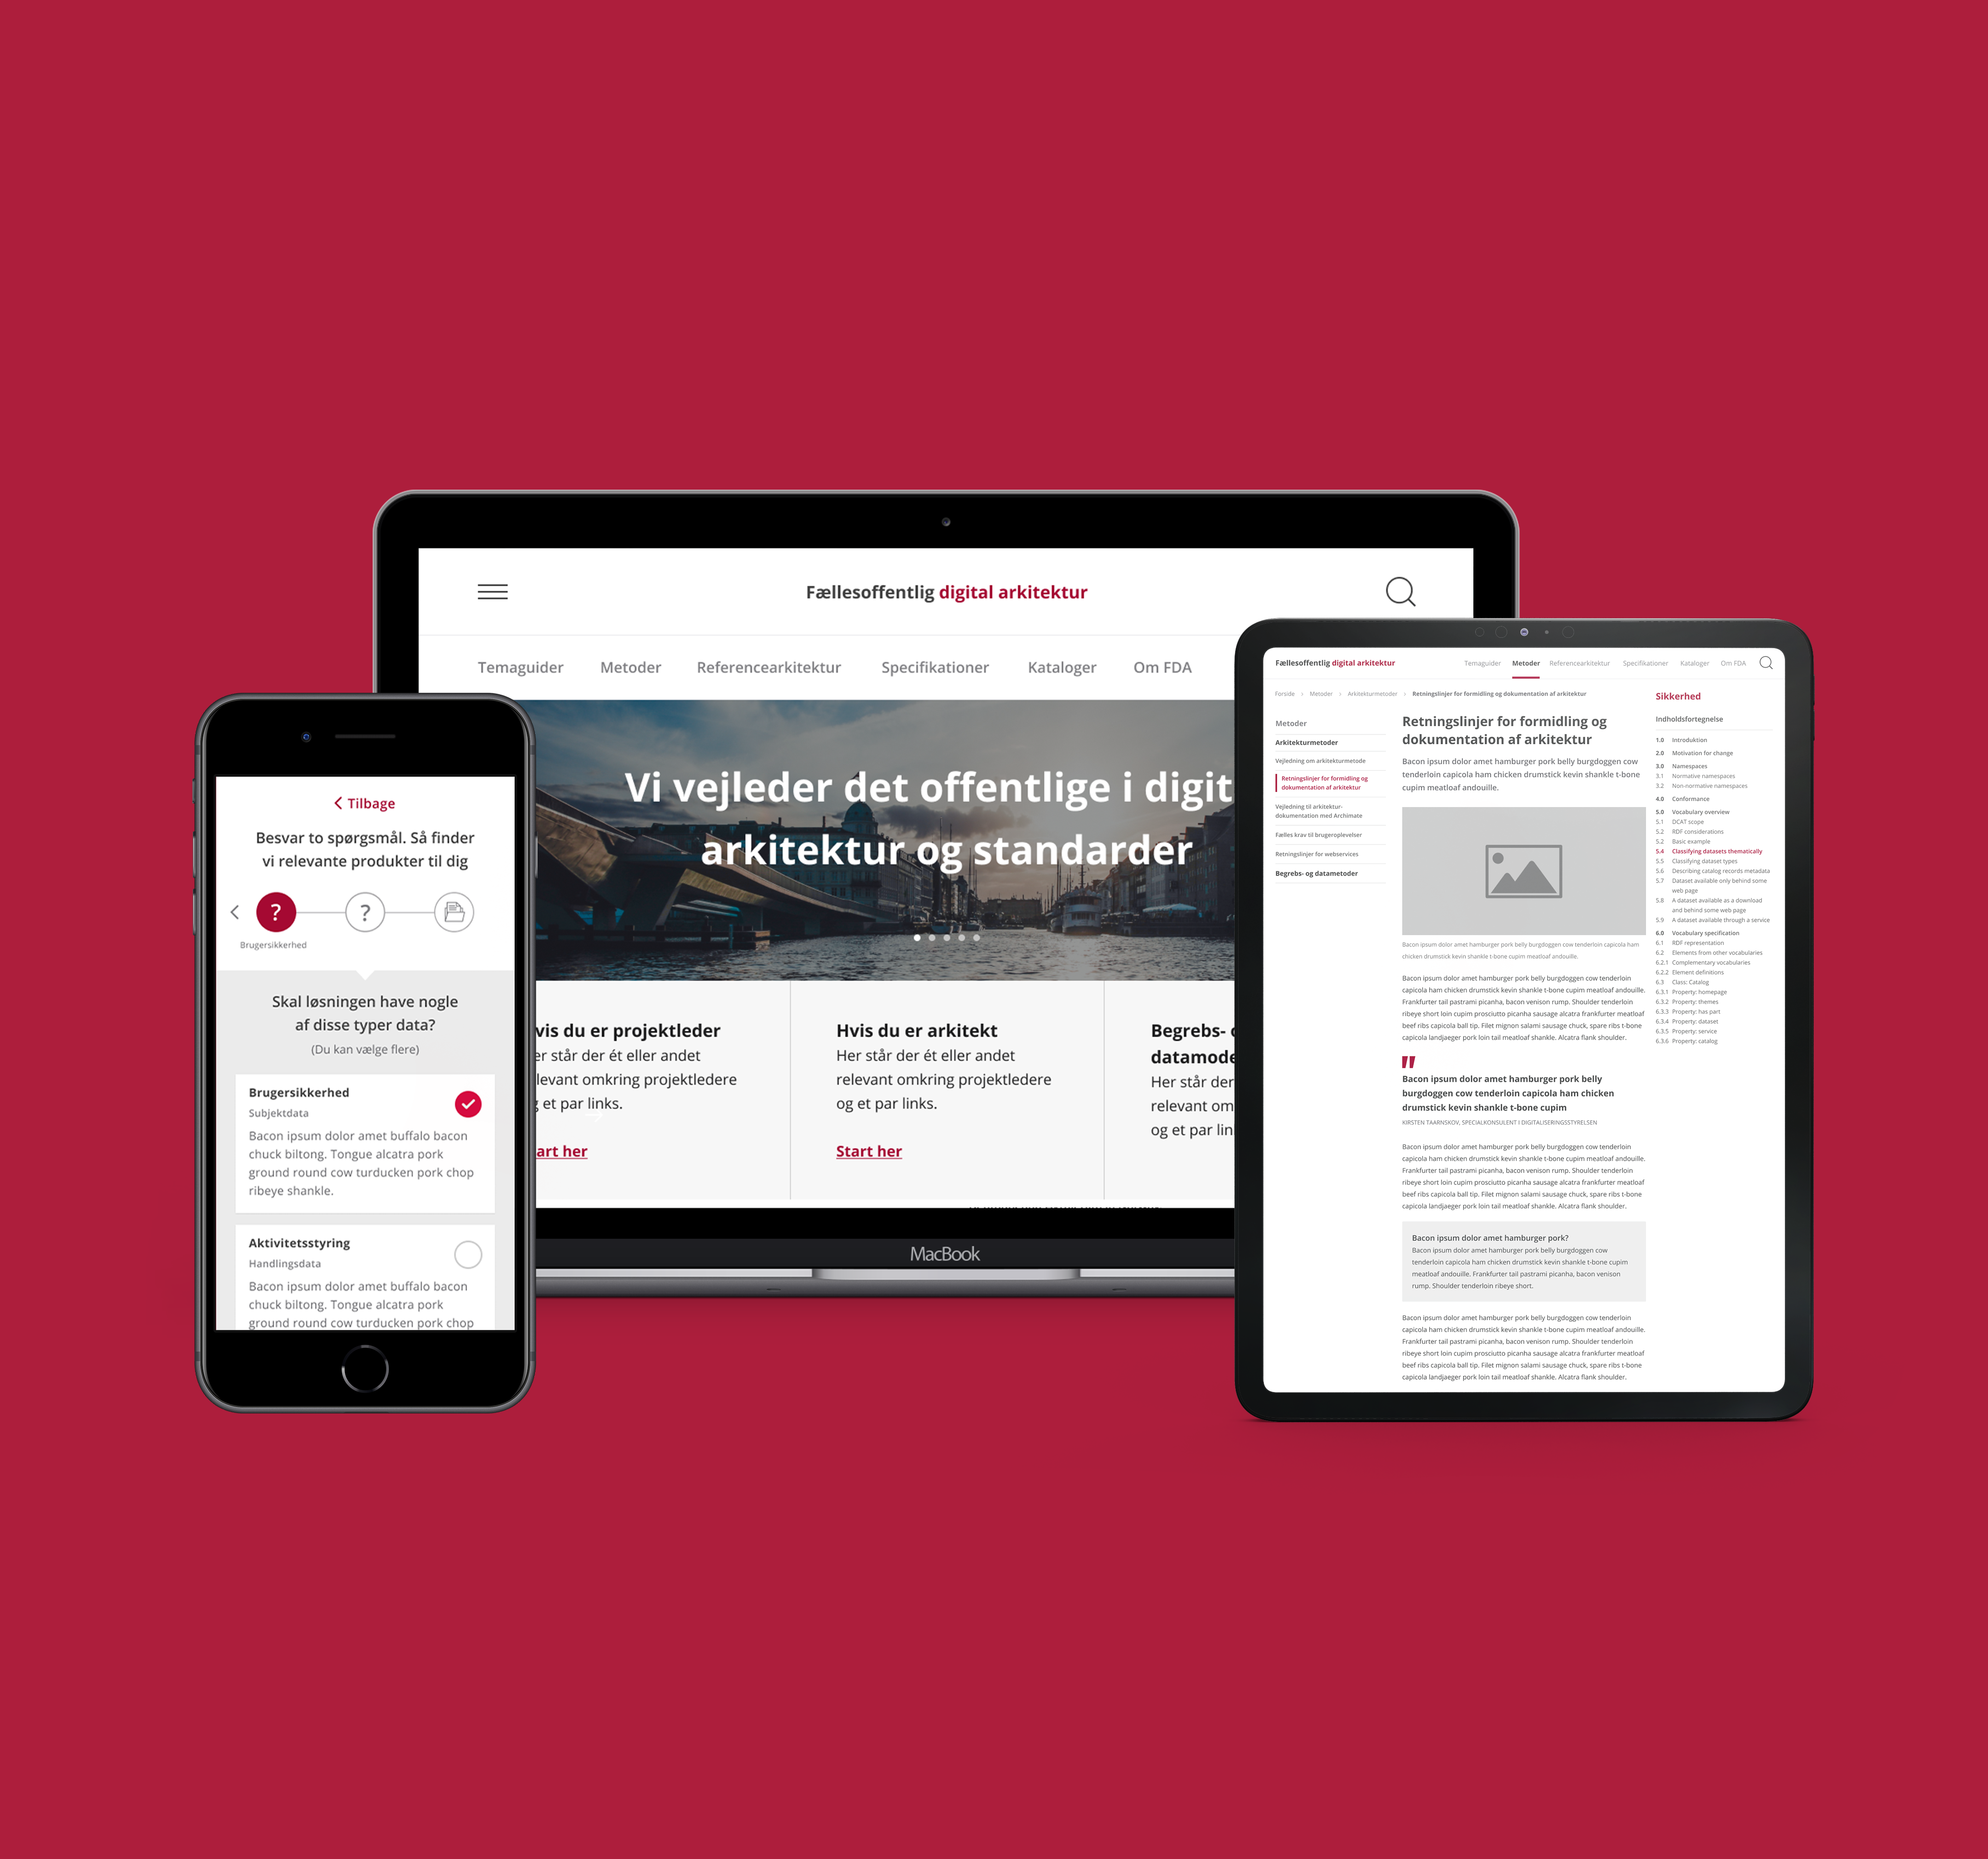 Fællesoffentlig digital arkitektur
Temaguider Metoder Referencearkitektur Specifikationer Kataloger Om FDA
Vi vejleder det offentlige i digit
arkitektur og standarder
vis du er projektleder
er står der ét eller andet
levant omkring projektledere
g et par links.
art her
Hvis du er arkitekt
Her står der ét eller andet
relevant omkring projektledere
og et par links.
Start her
Begrebs-
datamode
Her står der
relevant om
og et par lin
MacBook
Tilbage
Besvar to spørgsmål. Så finder
vi relevante produkter til dig
? ?
Brugersikkerhed
Skal løsningen have nogle
af disse typer data?
(Du kan vælge flere)
Brugersikkerhed
Subjektdata
Bacon ipsum dolor amet buffalo bacon
chuck biltong. Tongue alcatra pork
ground round cow turducken pork chop
ribeye shankle.
Aktivitetsstyring
Handlingsdata
Bacon ipsum dolor amet buffalo bacon
chuck biltong. Tongue alcatra pork
ground round cow turducken pork chop
Fællesoffentlig digital arkitektur
Temaguider Metoder Referencearkitektur Specifikationer Kataloger Om FDA
Forside › Metoder › Arkitekturmetoder › Retningslinjer for formidling og dokumentation af arkitektur
Metoder
Arkitekturmetoder
Vejledning om arkitekturmetode
Retningslinjer for formidling og
dokumentation af arkitektur
Vejledning til arkitektur-
dokumentation med Archimate
Fælles krav til brugeroplevelser
Retningslinjer for webservices
Begrebs- og datametoder
Retningslinjer for formidling og
dokumentation af arkitektur
Bacon ipsum dolor amet hamburger pork belly burgdoggen cow
tenderloin capicola ham chicken drumstick kevin shankle t-bone
cupim meatloaf andouille.
Bacon ipsum dolor amet hamburger pork belly burgdoggen cow tenderloin capicola ham
chicken drumstick kevin shankle t-bone cupim meatloaf andouille.
Bacon ipsum dolor amet hamburger pork belly burgdoggen cow tenderloin
capicola ham chicken drumstick kevin shankle t-bone cupim meatloaf andouille.
Frankfurter tail pastrami picanha, bacon venison rump. Shoulder tenderloin
ribeye short loin cupim prosciutto picanha sausage alcatra frankfurter meatloaf
beef ribs capicola ball tip. Filet mignon salami sausage chuck, spare ribs t-bone
capicola landjaeger pork loin tail meatloaf shankle. Alcatra flank shoulder.
"
Bacon ipsum dolor amet hamburger pork belly
burgdoggen cow tenderloin capicola ham chicken
drumstick kevin shankle t-bone cupim
KIRSTEN TAARNSKOV, SPECIALKONSULENT I DIGITALISERINGSSTYRELSEN
Bacon ipsum dolor amet hamburger pork belly burgdoggen cow tenderloin
capicola ham chicken drumstick kevin shankle t-bone cupim meatloaf andouille.
Frankfurter tail pastrami picanha, bacon venison rump. Shoulder tenderloin
ribeye short loin cupim prosciutto picanha sausage alcatra frankfurter meatloaf
beef ribs capicola ball tip. Filet mignon salami sausage chuck, spare ribs t-bone
capicola landjaeger pork loin tail meatloaf shankle. Alcatra flank shoulder.
Bacon ipsum dolor amet hamburger pork?
Bacon ipsum dolor amet hamburger pork belly burgdoggen cow
tenderloin capicola ham chicken drumstick kevin shankle t-bone cupim
meatloaf andouille. Frankfurter tail pastrami picanha, bacon venison
rump. Shoulder tenderloin ribeye short.
Bacon ipsum dolor amet hamburger pork belly burgdoggen cow tenderloin
capicola ham chicken drumstick kevin shankle t-bone cupim meatloaf andouille.
Frankfurter tail pastrami picanha, bacon venison rump. Shoulder tenderloin
ribeye short loin cupim prosciutto picanha sausage alcatra frankfurter meatloaf
beef ribs capicola ball tip. Filet mignon salami sausage chuck, spare ribs t-bone
capicola landjaeger pork loin tail meatloaf shankle. Alcatra flank shoulder.
Sikkerhed
Indholdsfortegnelse
1.0 Introduktion
2.0 Motivation for change
3.0 Namespaces
3.1 Normative namespaces
3.2 Non-normative namespaces
4.0 Conformance
5.0 Vocabulary overview
5.1 DCAT scope
5.2 RDF considerations
5.2 Basic example
5.4 Classifying datasets thematically
5.5 Classifying dataset types
5.6 Describing catalog records metadata
5.7 Dataset available only behind some
web page
5.8 A dataset available as a download
and behind some web page
5.9 A dataset available through a service
6.0 Vocabulary specification
6.1 RDF representation
6.2 Elements from other vocabularies
6.2.1 Complementary vocabularies
6.2.2 Element definitions
6.3 Class: Catalog
6.3.1 Property: homepage
6.3.2 Property: themes
6.3.3 Property: has part
6.3.4 Property: dataset
6.3.5 Property: service
6.3.6 Property: catalog